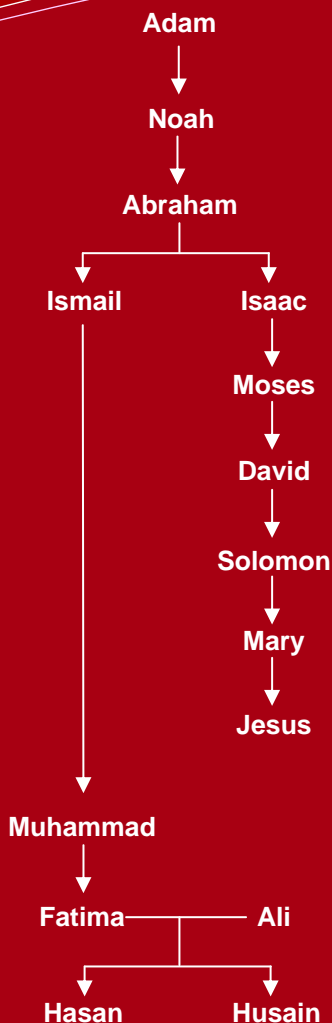 Adam
Noah
Abraham
Ismail Isaac
Moses
David
Solomon
Mary
Jesus
Muhammad
Fatima Ali
Hasan Husain